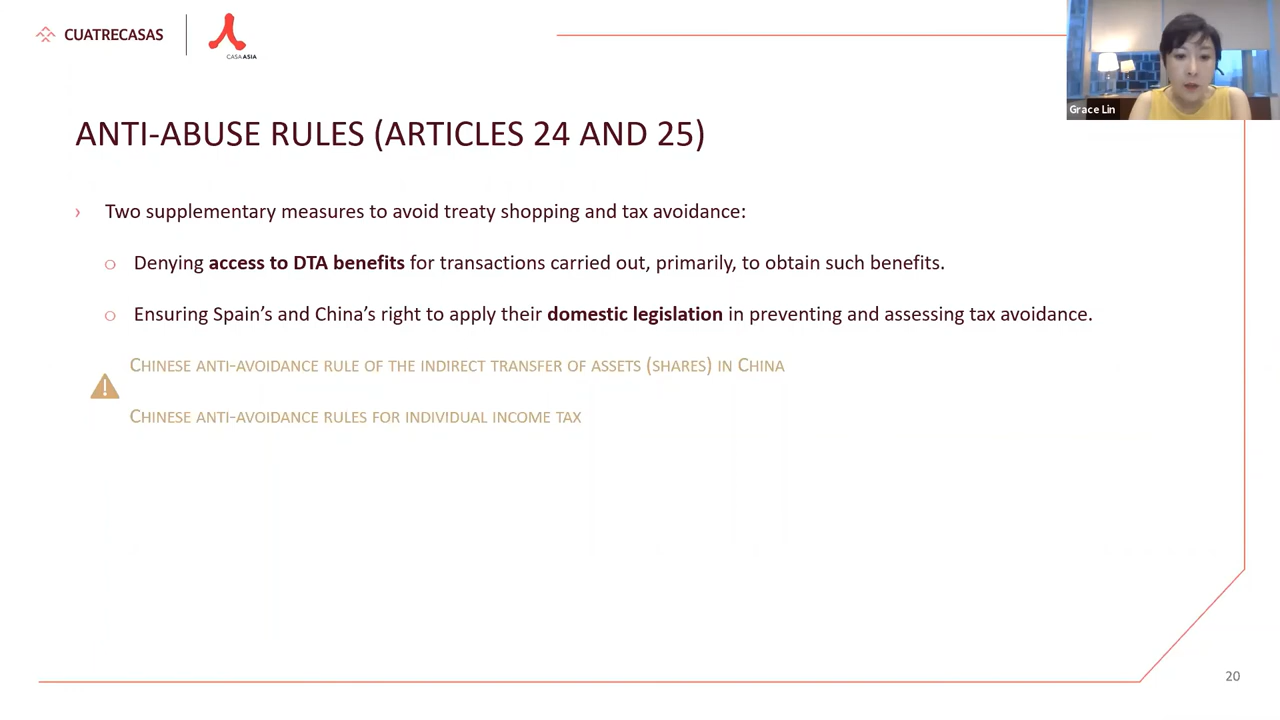 CUATRECASAS
CASAASIA
Grace Lin
ANTI-ABUSE RULES (ARTICLES 24 AND 25)
› Two supplementary measures to avoid treaty shopping and tax avoidance:
○ Denying access to DTA benefits for transactions carried out, primarily, to obtain such benefits.
○ Ensuring Spain’s and China’s right to apply their domestic legislation in preventing and assessing tax avoidance.
CHINESE ANTI-AVOIDANCE RULE OF THE INDIRECT TRANSFER OF ASSETS (SHARES) IN CHINA
CHINESE ANTI-AVOIDANCE RULES FOR INDIVIDUAL INCOME TAX
20